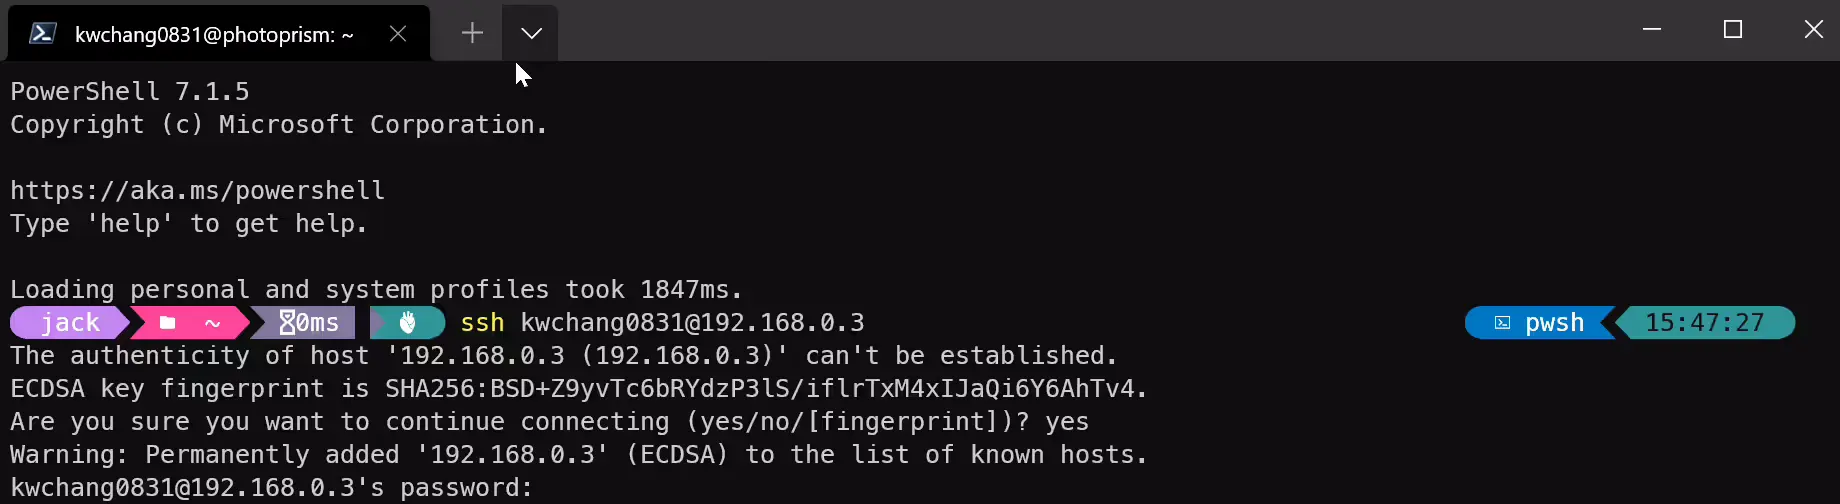 kwchang0831@photoprism: ~
PowerShell 7.1.5
Copyright (c) Microsoft Corporation.
https://aka.ms/powershell
Type 'help' to get help.
Loading personal and system profiles took 1847ms.
jack ~ 0ms ssh kwchang0831@192.168.0.3 pwsh 15:47:27
The authenticity of host '192.168.0.3 (192.168.0.3)' can't be established.
ECDSA key fingerprint is SHA256:BSD+Z9yvTc6bRYdzP3lS/iflrTxM4xIJaQi6Y6AhTv4.
Are you sure you want to continue connecting (yes/no/[fingerprint])? yes
Warning: Permanently added '192.168.0.3' (ECDSA) to the list of known hosts.
kwchang0831@192.168.0.3's password: